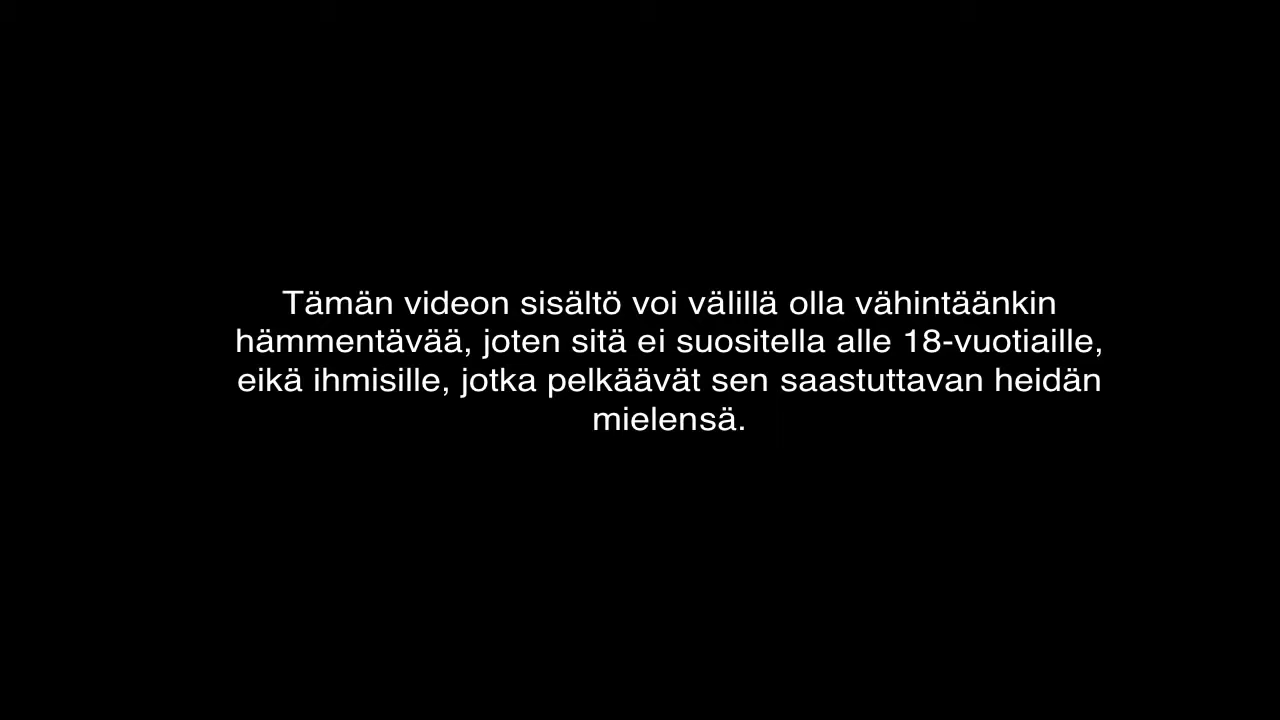 Tämän videon sisältö voi välillä olla vähintäänkin
hämmentävää, joten sitä ei suositella alle 18-vuotiaille,
eikä ihmisille, jotka pelkäävät sen saastuttavan heidän
mielensä.